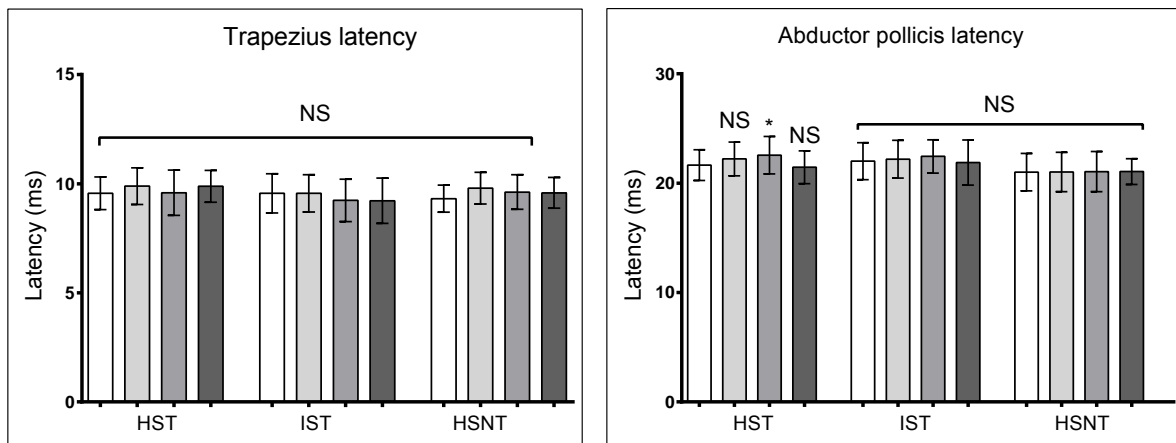 Trapezius latency
15
10
5
0
Latency (ms)
NS
HST
IST
HSNT
Abductor pollicis latency
30
20
10
0
Latency (ms)
NS
*
NS
NS
HST
IST
HSNT